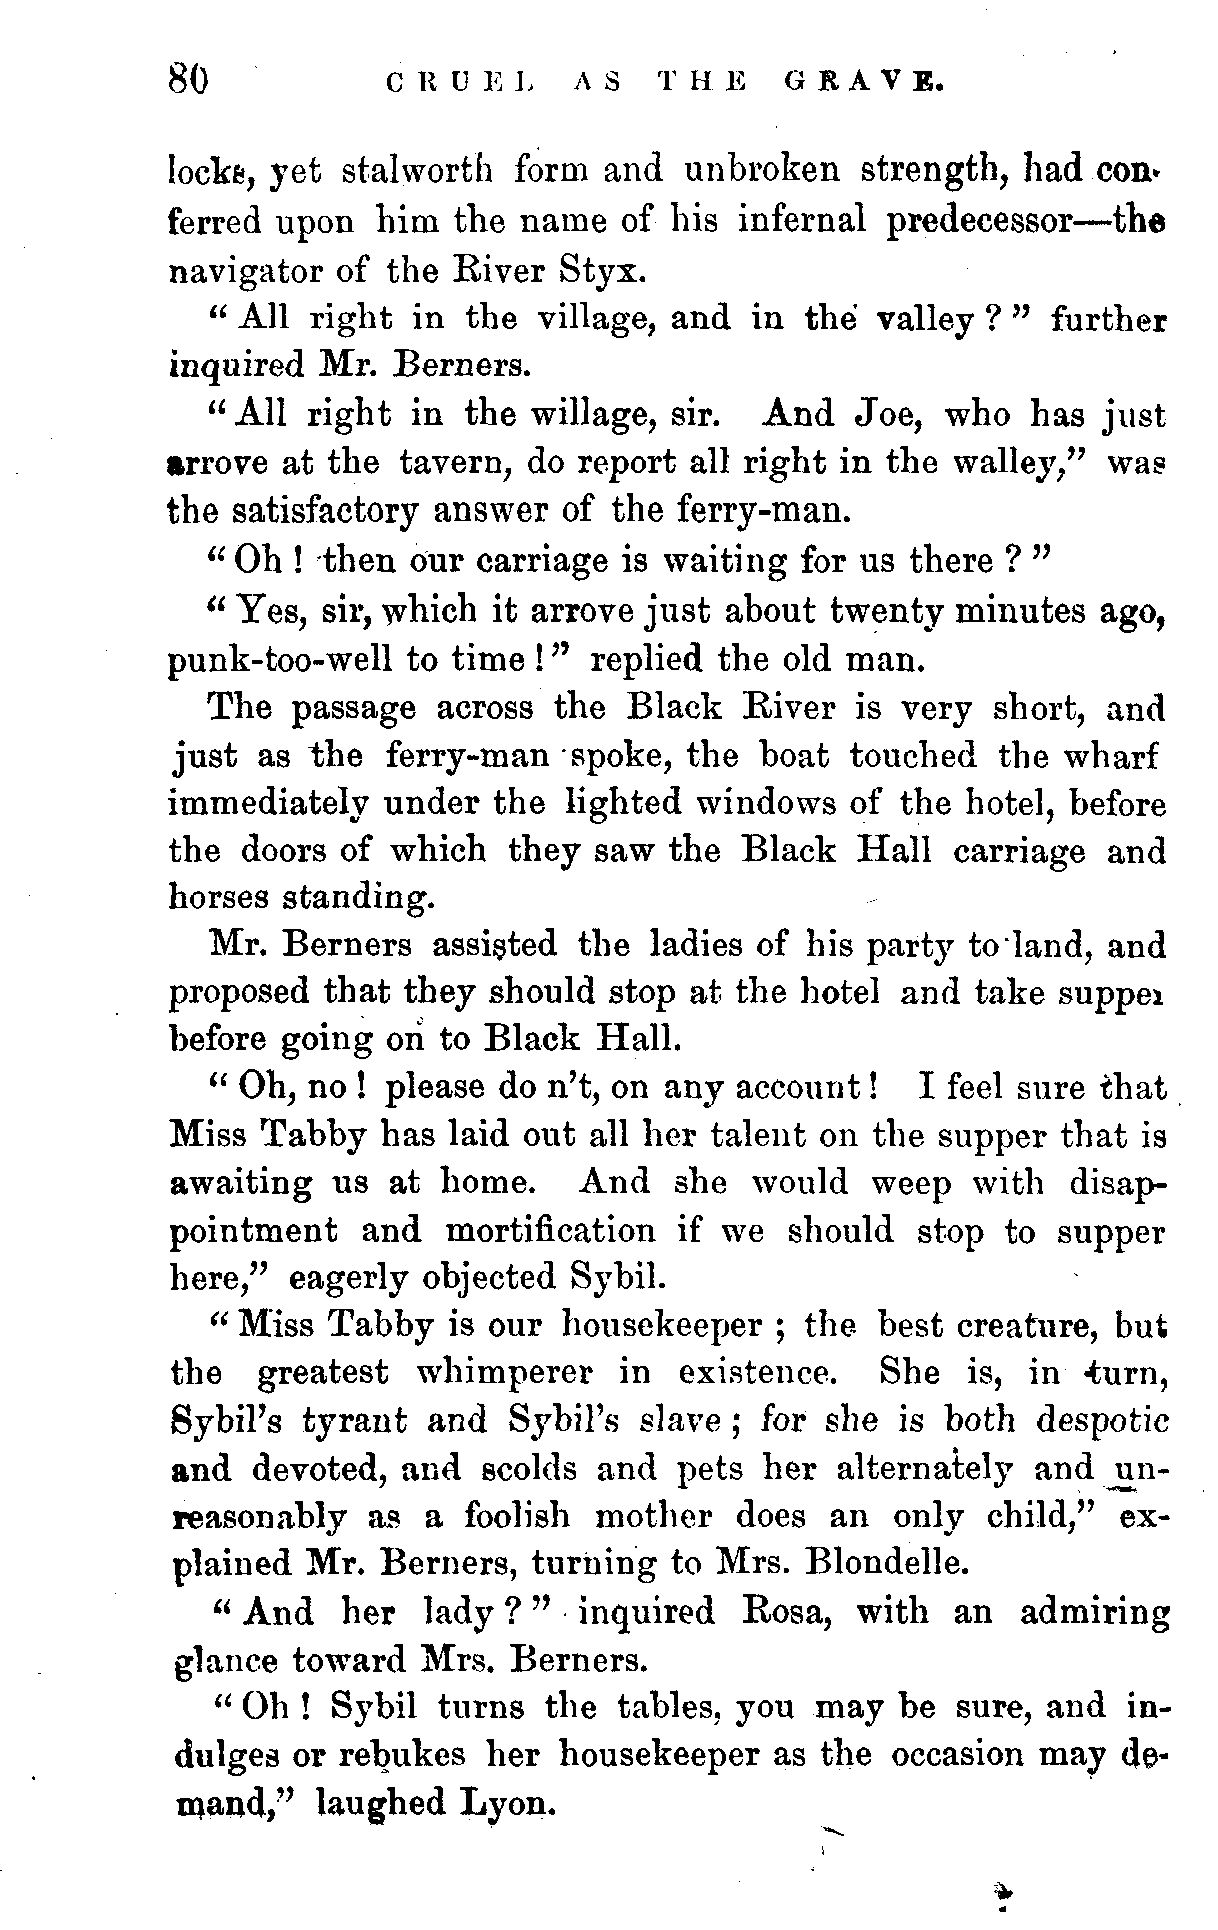 80 CRUEL AS THE GRAVE.
locks, yet stalworth form and unbroken strength, had con-
ferred upon him the name of his infernal predecessor—the
navigator of the River Styx.
“All right in the village, and in the valley?” further
inquired Mr. Berners.
“All right in the willage, sir. And Joe, who has just
arrove at the tavern, do report all right in the walley,” was
the satisfactory answer of the ferry-man.
“Oh! then our carriage is waiting for us there?”
“Yes, sir, which it arrove just about twenty minutes ago,
punk-too-well to time!” replied the old man.
The passage across the Black River is very short, and
just as the ferry-man spoke, the boat touched the wharf
immediately under the lighted windows of the hotel, before
the doors of which they saw the Black Hall carriage and
horses standing.
Mr. Berners assisted the ladies of his party to land, and
proposed that they should stop at the hotel and take supper
before going on to Black Hall.
“Oh, no! please do n’t, on any account! I feel sure that
Miss Tabby has laid out all her talent on the supper that is
awaiting us at home. And she would weep with disap-
pointment and mortification if we should stop to supper
here,” eagerly objected Sybil.
“Miss Tabby is our housekeeper; the best creature, but
the greatest whimperer in existence. She is, in turn,
Sybil’s tyrant and Sybil’s slave; for she is both despotic
and devoted, and scolds and pets her alternately and un-
reasonably as a foolish mother does an only child,” ex-
plained Mr. Berners, turning to Mrs. Blondelle.
“And her lady?” inquired Rosa, with an admiring
glance toward Mrs. Berners.
“Oh! Sybil turns the tables, you may be sure, and in-
dulges or rebukes her housekeeper as the occasion may de-
mand,” laughed Lyon.